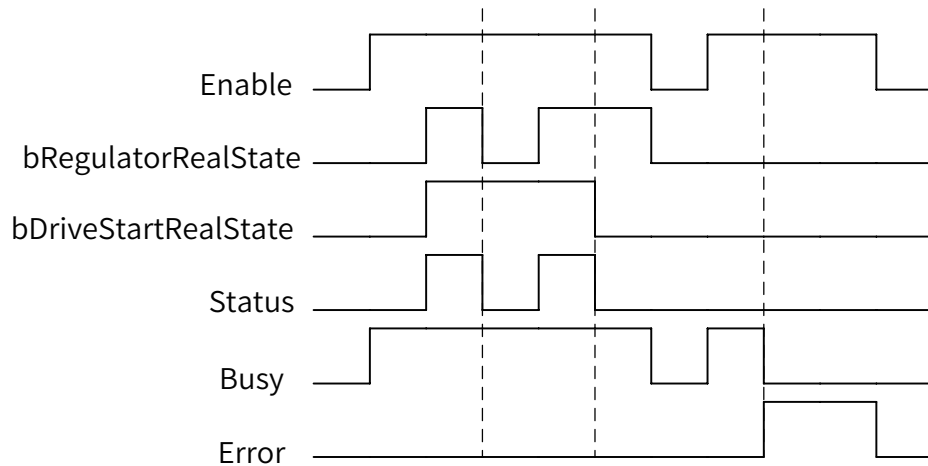 Enable
bRegulatorRealState
bDriveStartRealState
Status
Busy
Error